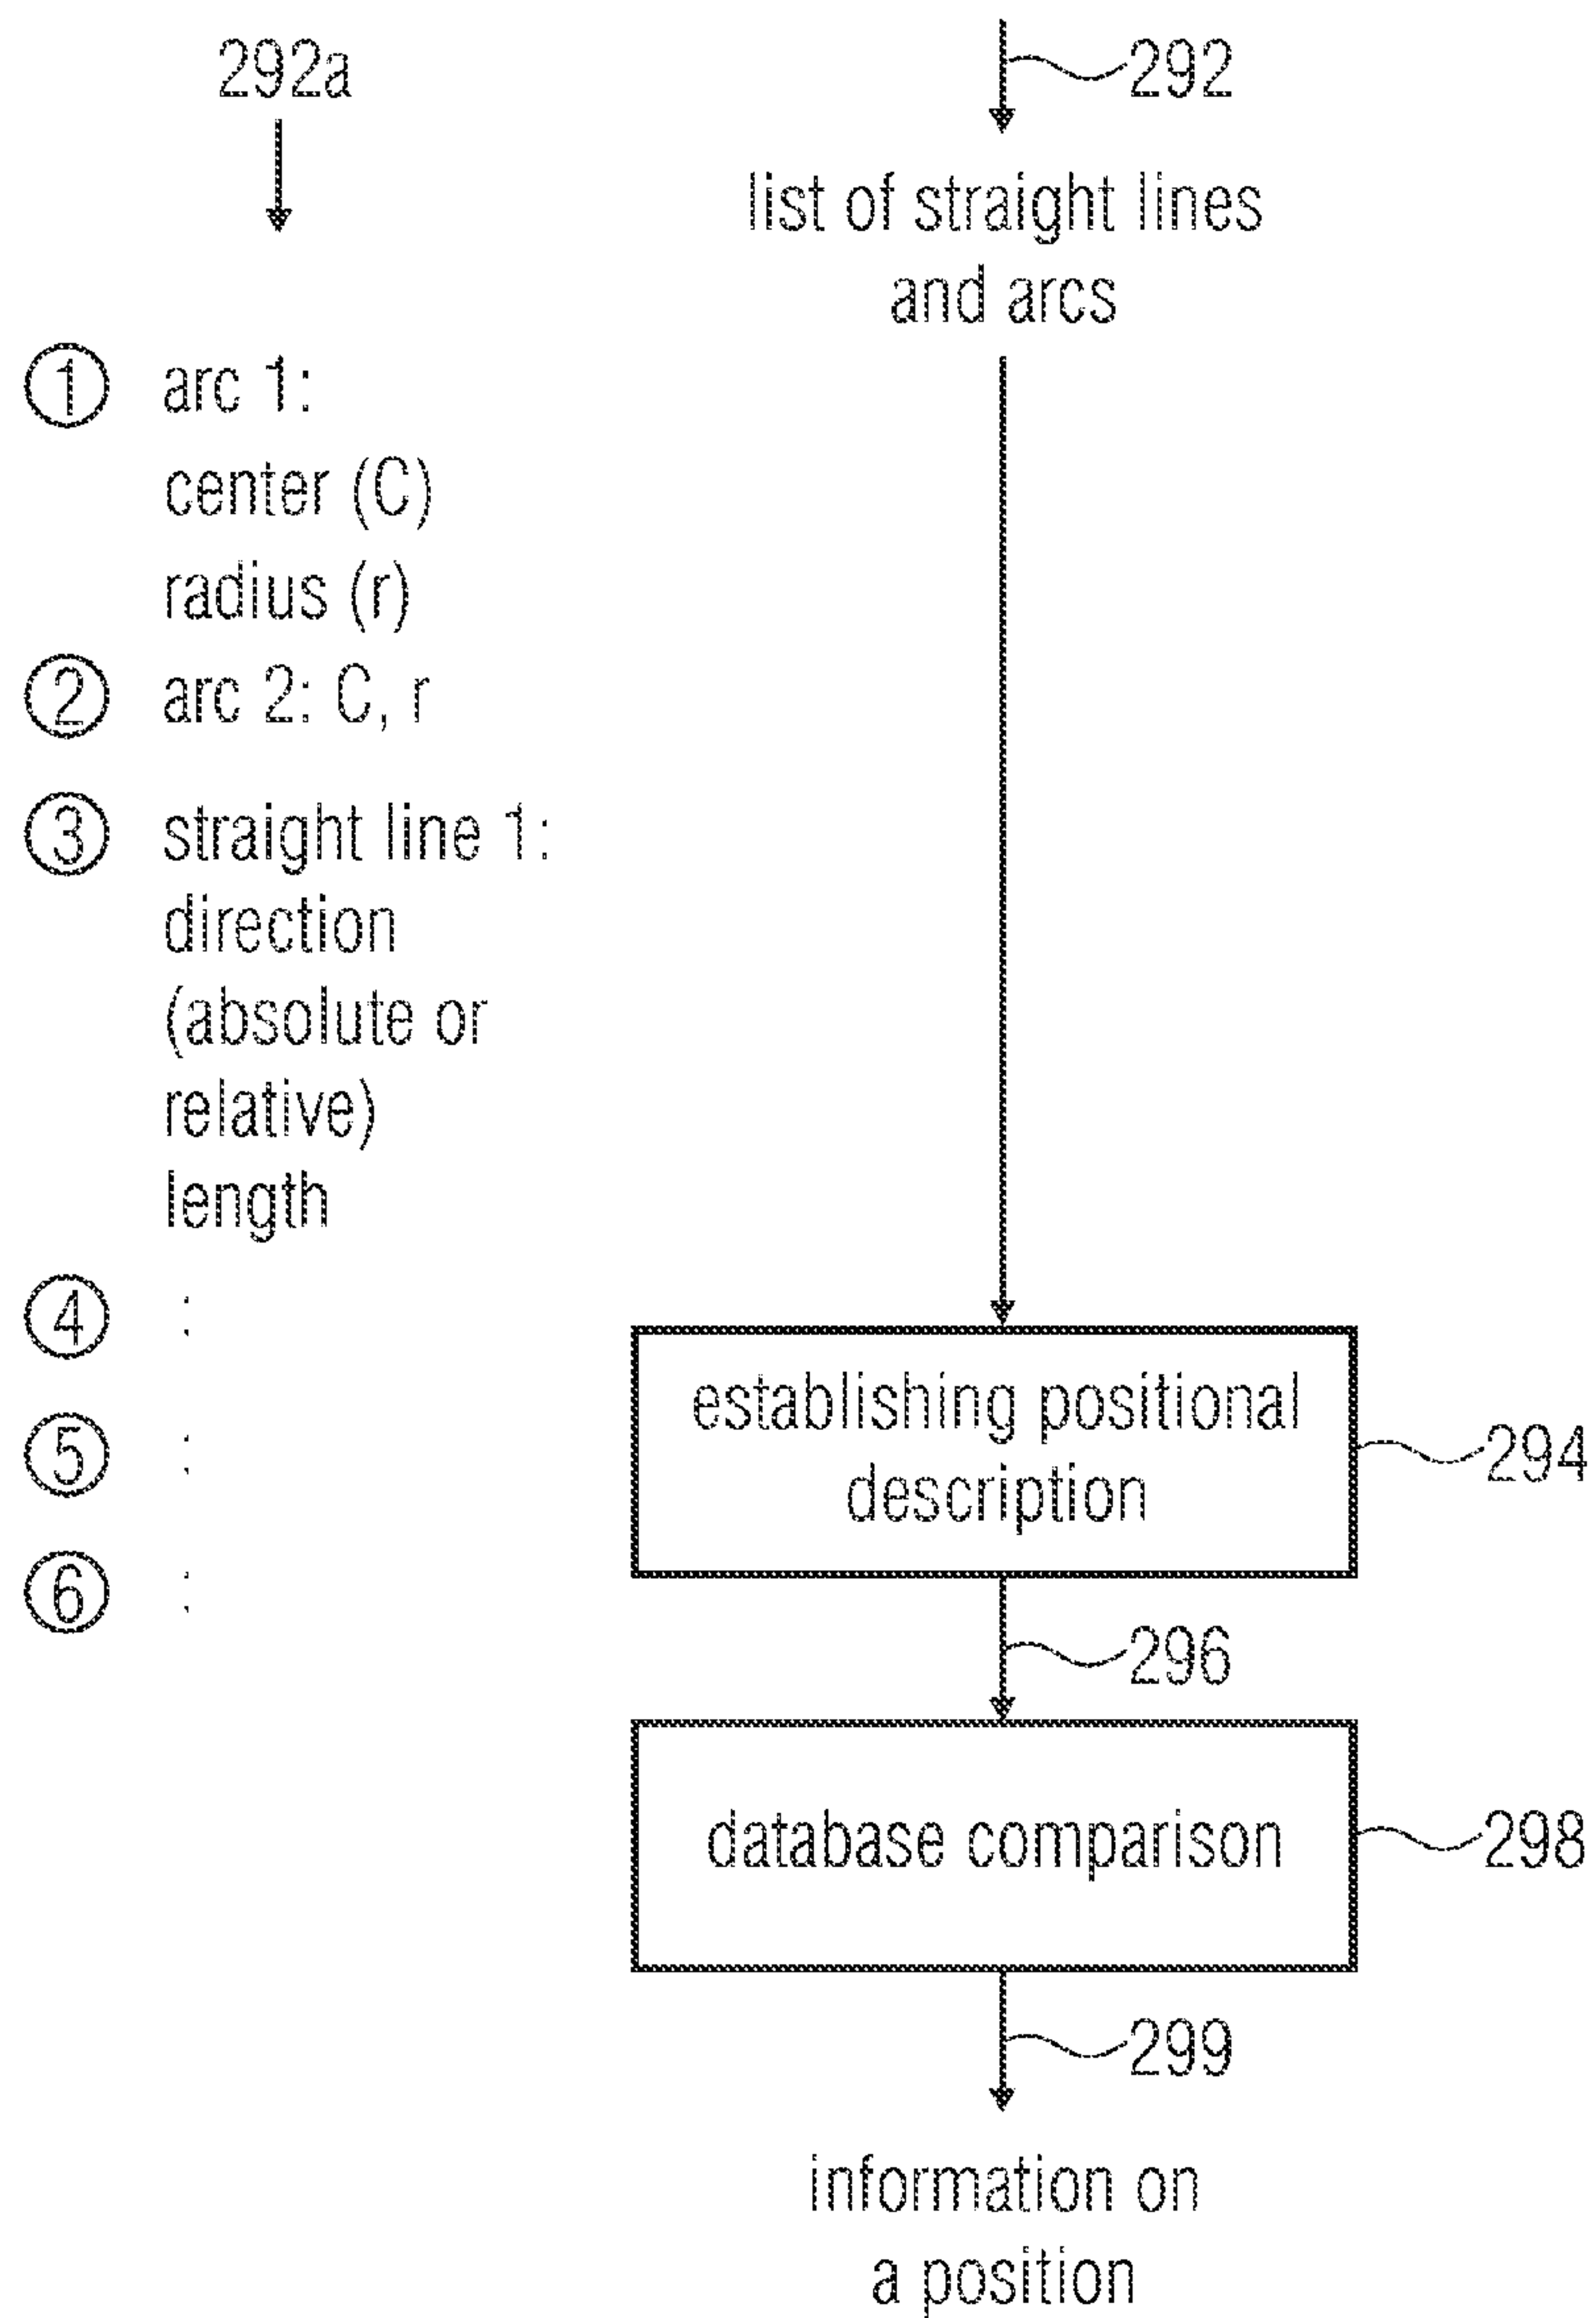 292a
①  arc 1:
center (C)
radius (r)
②  arc 2: C, r
③  straight line 1:
direction
(absolute or
relative)
length
④  :
⑤  :
⑥  :
292
list of straight lines
and arcs
establishing positional
description
294
296
database comparison
298
299
information on
a position